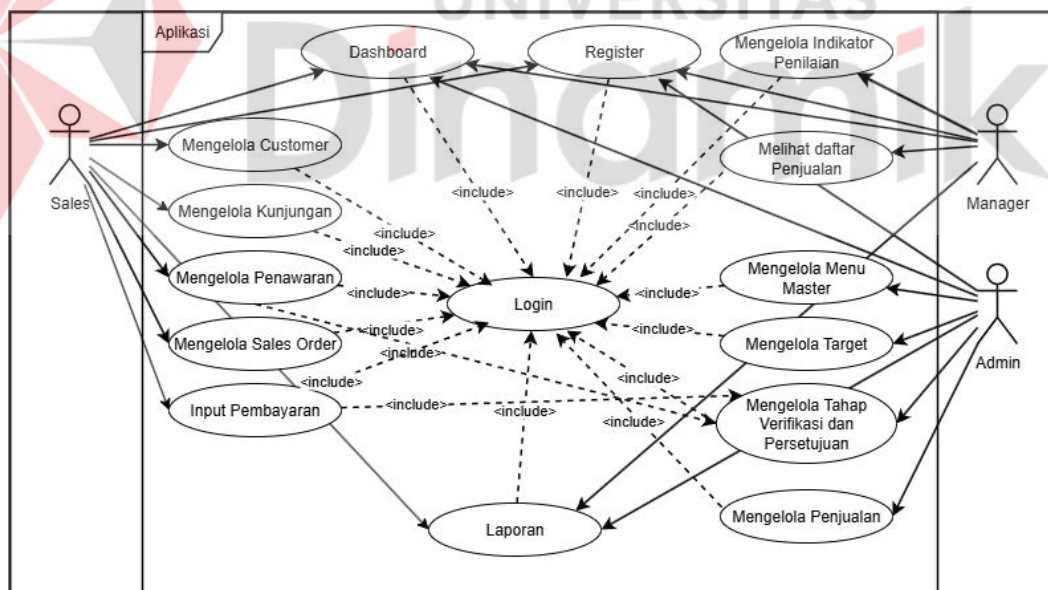 UNIVERSITAS
Dinamik
Aplikasi
Dashboard
Register
Mengelola Indikator
Penilaian
Sales
Mengelola Customer
Melihat daftar
Penjualan
Manager
<include>
<include>
<include>
<include>
Mengelola Kunjungan
<include>
<include>
<include>
Mengelola Penawaran
<include>
Login
<include>
Mengelola Menu
Master
Mengelola Sales Order
<include>
<include>
<include>
Mengelola Target
Admin
Input Pembayaran
<include>
<include>
<include>
<include>
<include>
Mengelola Tahap
Verifikasi dan
Persetujuan
Laporan
Mengelola Penjualan